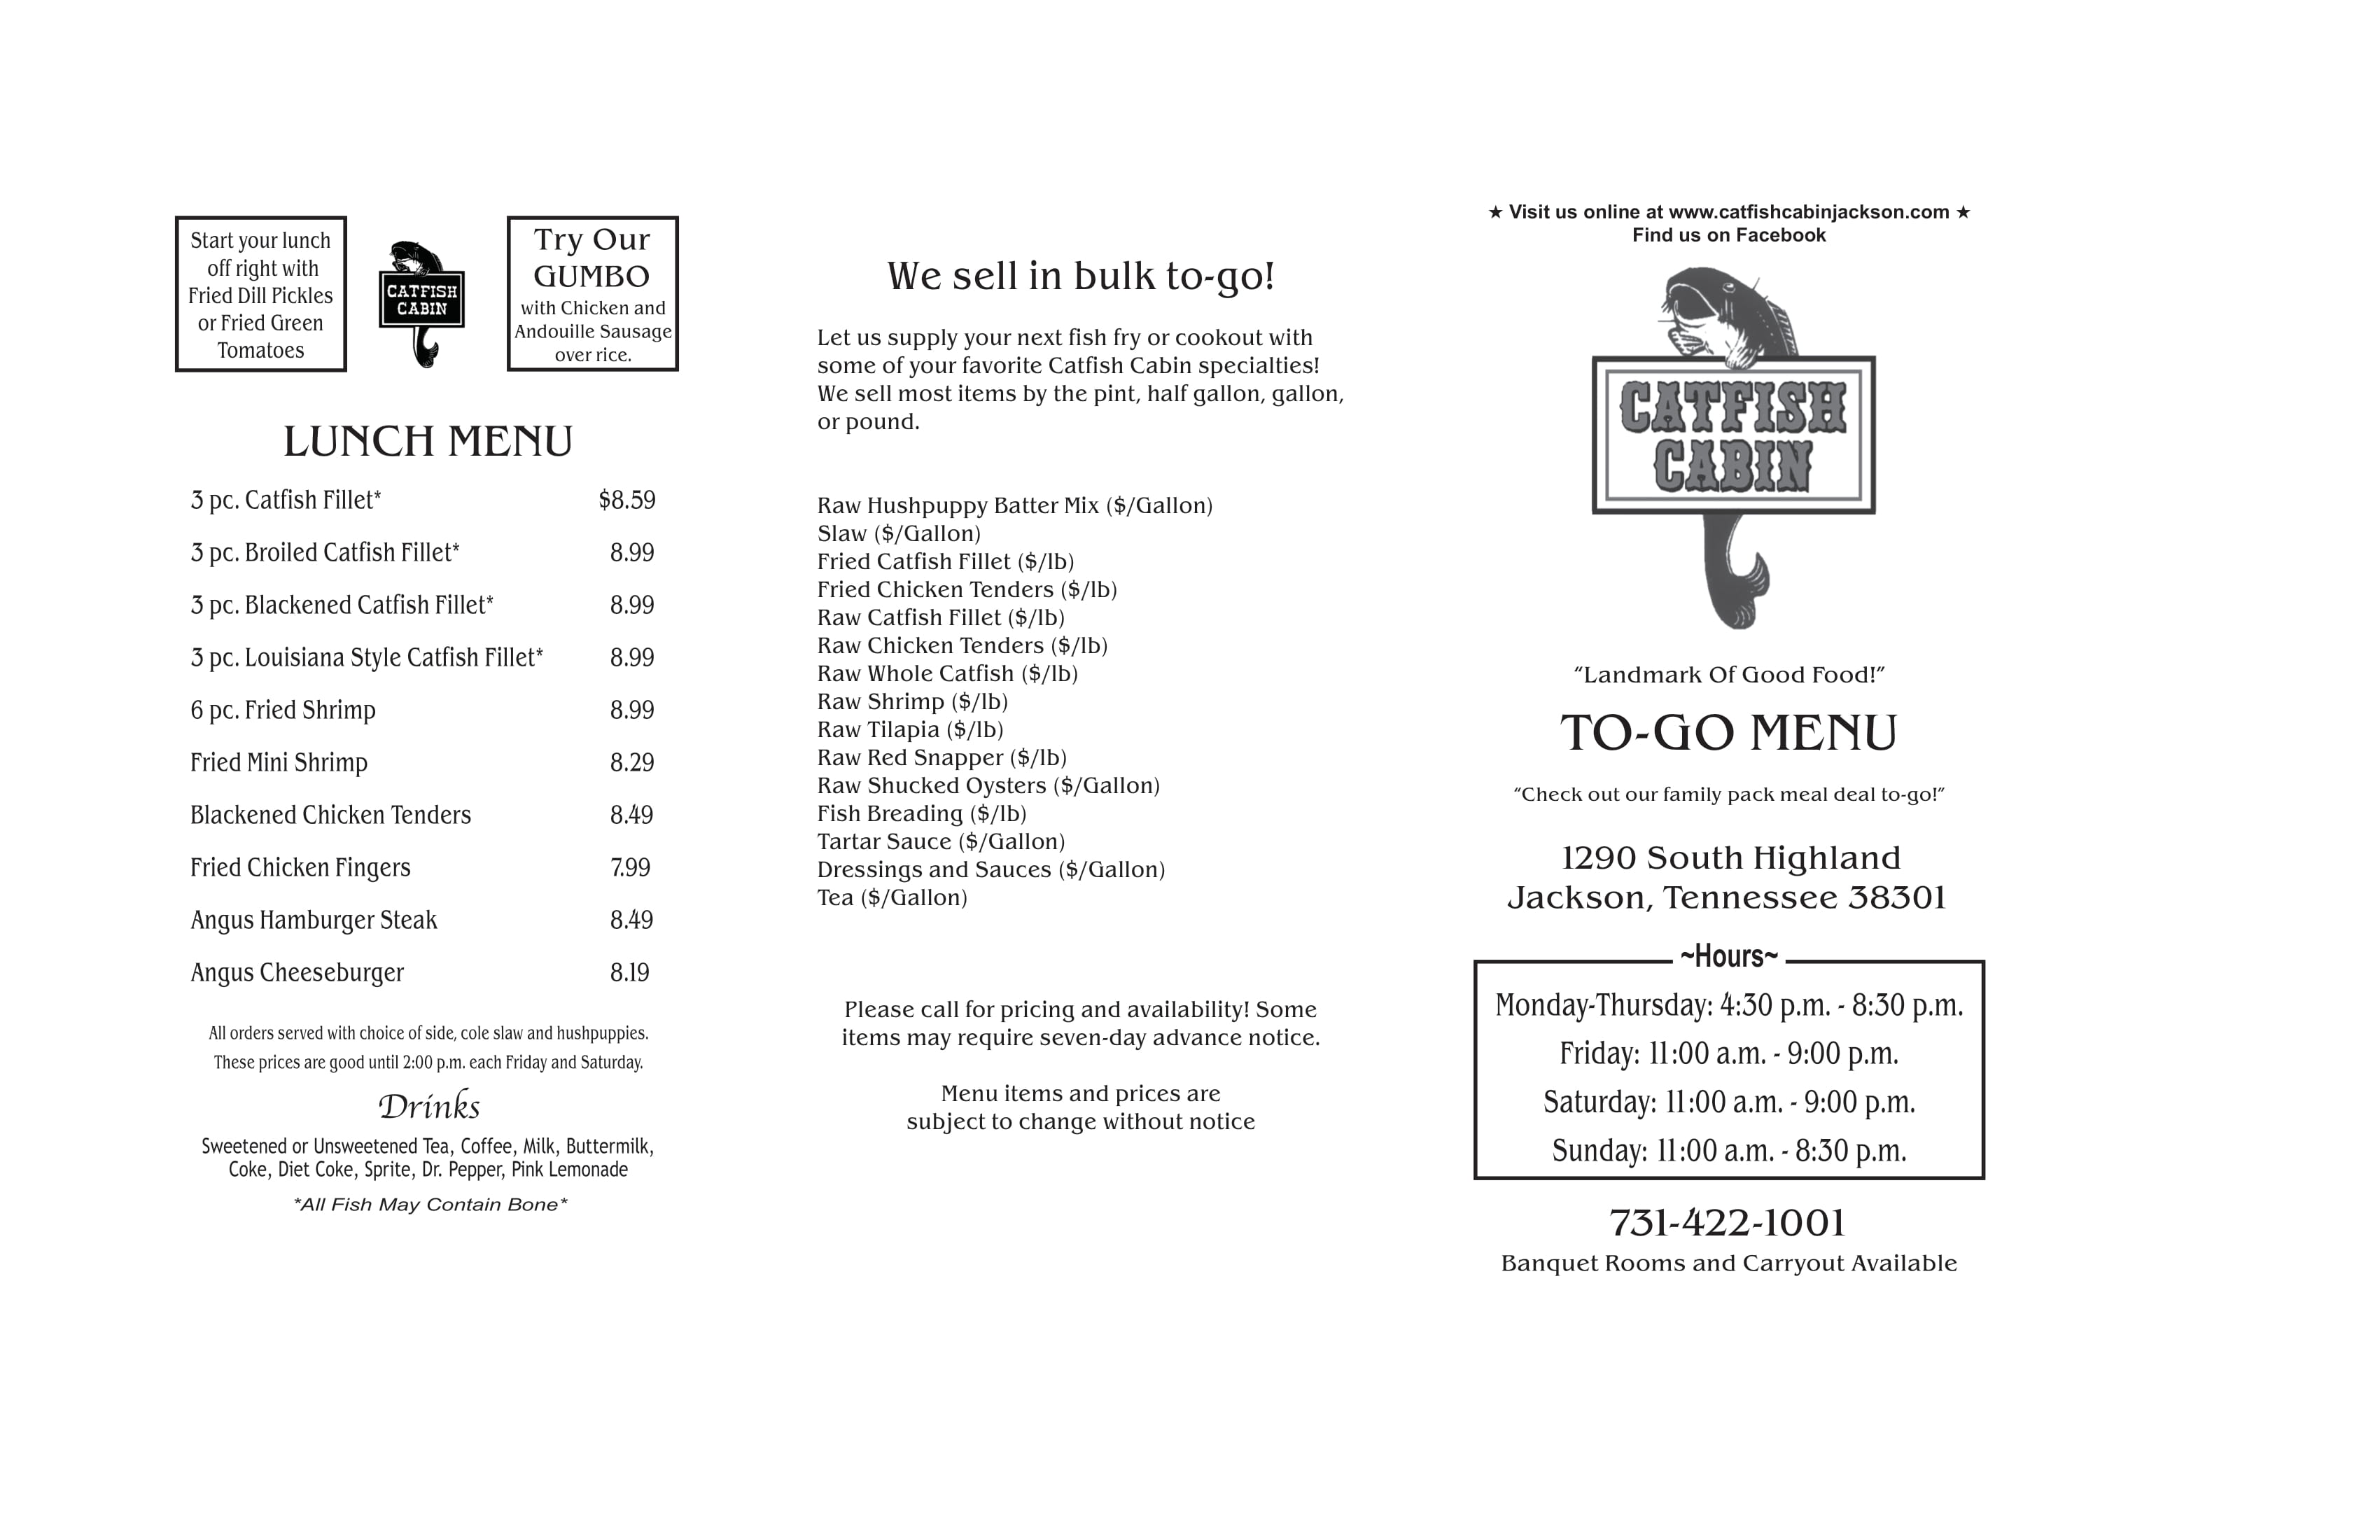 Start your lunch
off right with
Fried Dill Pickles
or Fried Green
Tomatoes
CATFISH
CABIN
Try Our
GUMBO
with Chicken and
Andouille Sausage
over rice.
LUNCH MENU
3 pc. Catfish Fillet* $8.59
3 pc. Broiled Catfish Fillet* 8.99
3 pc. Blackened Catfish Fillet* 8.99
3 pc. Louisiana Style Catfish Fillet* 8.99
6 pc. Fried Shrimp 8.99
Fried Mini Shrimp 8.29
Blackened Chicken Tenders 8.49
Fried Chicken Fingers 7.99
Angus Hamburger Steak 8.49
Angus Cheeseburger 8.19
All orders served with choice of side, cole slaw and hushpuppies.
These prices are good until 2:00 p.m. each Friday and Saturday.
Drinks
Sweetened or Unsweetened Tea, Coffee, Milk, Buttermilk,
Coke, Diet Coke, Sprite, Dr. Pepper, Pink Lemonade
*All Fish May Contain Bone*
We sell in bulk to-go!
Let us supply your next fish fry or cookout with
some of your favorite Catfish Cabin specialties!
We sell most items by the pint, half gallon, gallon,
or pound.
Raw Hushpuppy Batter Mix ($/Gallon)
Slaw ($/Gallon)
Fried Catfish Fillet ($/lb)
Fried Chicken Tenders ($/lb)
Raw Catfish Fillet ($/lb)
Raw Chicken Tenders ($/lb)
Raw Whole Catfish ($/lb)
Raw Shrimp ($/lb)
Raw Tilapia ($/lb)
Raw Red Snapper ($/lb)
Raw Shucked Oysters ($/Gallon)
Fish Breading ($/lb)
Tartar Sauce ($/Gallon)
Dressings and Sauces ($/Gallon)
Tea ($/Gallon)
Please call for pricing and availability! Some
items may require seven-day advance notice.
Menu items and prices are
subject to change without notice
★ Visit us online at www.catfishcabinjackson.com ★
Find us on Facebook
CATFISH
CABIN
“Landmark Of Good Food!”
TO-GO MENU
“Check out our family pack meal deal to-go!”
1290 South Highland
Jackson, Tennessee 38301
~Hours~
Monday-Thursday: 4:30 p.m. - 8:30 p.m.
Friday: 11:00 a.m. - 9:00 p.m.
Saturday: 11:00 a.m. - 9:00 p.m.
Sunday: 11:00 a.m. - 8:30 p.m.
731-422-1001
Banquet Rooms and Carryout Available